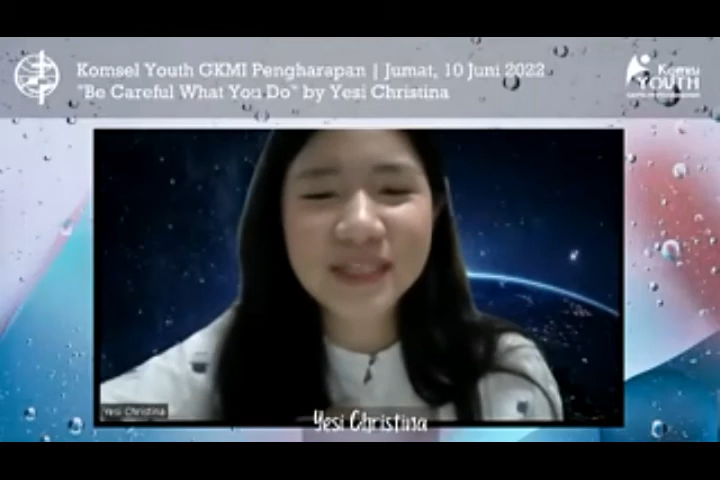 Komsel Youth GKMI Pengharapan | Jumat, 10 Juni 2022
"Be Careful What You Do" by Yesi Christina
YOUTH
Yesi Christina
Yesi Christina